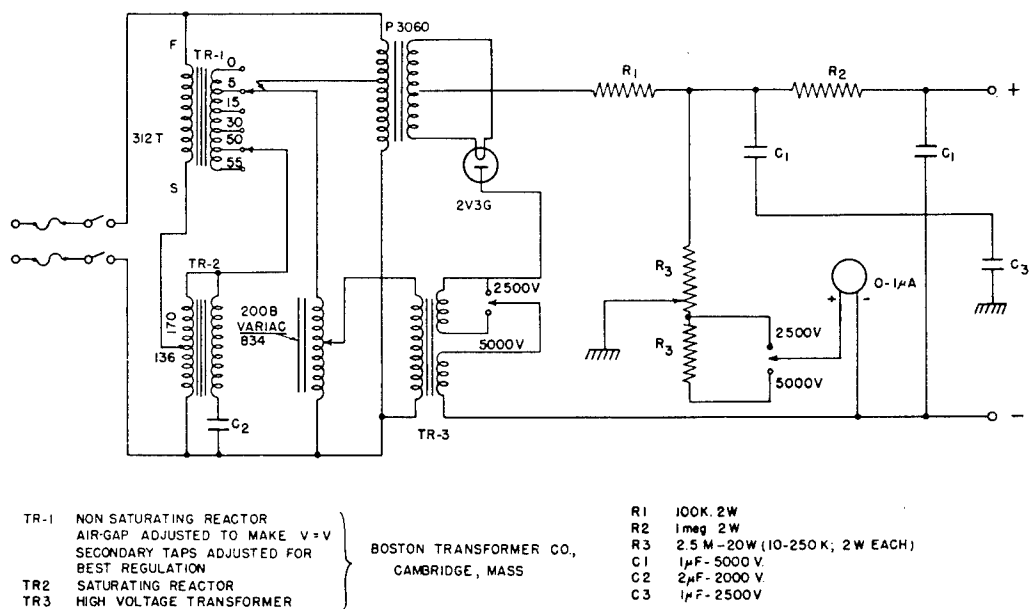 P 3060
F
TR-1
0
5
15
30
50
55
312T
S
R1
R2
+
C1
C1
2V3G
TR-2
170
136
C2
200B
VARIAC
834
2500V
5000V
TR-3
R3
R3
0-1μA
+
-
2500V
5000V
C3
−
TR-1 NON SATURATING REACTOR
AIR-GAP ADJUSTED TO MAKE V=V
SECONDARY TAPS ADJUSTED FOR
BEST REGULATION
TR2 SATURATING REACTOR
TR3 HIGH VOLTAGE TRANSFORMER
BOSTON TRANSFORMER CO.,
CAMBRIDGE, MASS
R1 100K. 2W
R2 1meg 2W
R3 2.5 M-20W (10-250K; 2W EACH)
C1 1μF-5000 V.
C2 2μF-2000 V.
C3 1μF-2500V